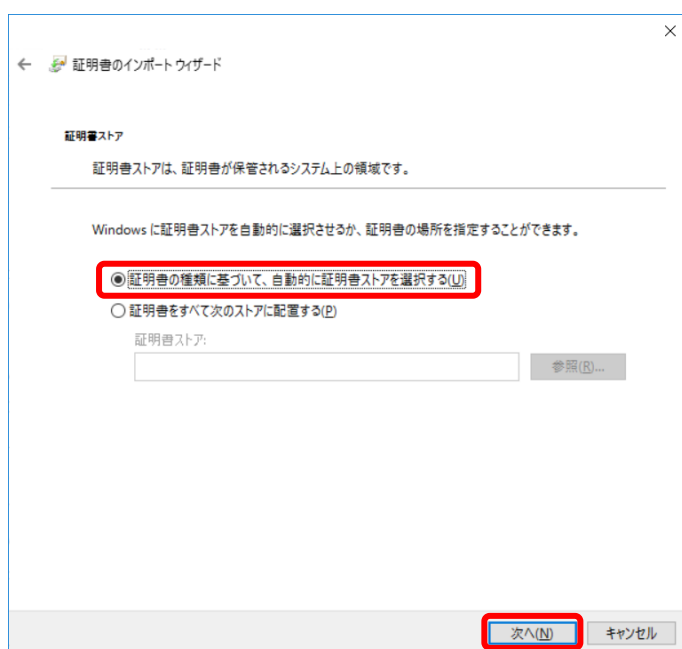 証明書のインポート ウィザード
証明書ストア
証明書ストアは、証明書が保管されるシステム上の領域です。
Windows に証明書ストアを自動的に選択させるか、証明書の場所を指定することができます。
証明書の種類に基づいて、自動的に証明書ストアを選択する(U)
証明書をすべて次のストアに配置する(P)
証明書ストア:
参照(R)...
次へ(N)
キャンセル